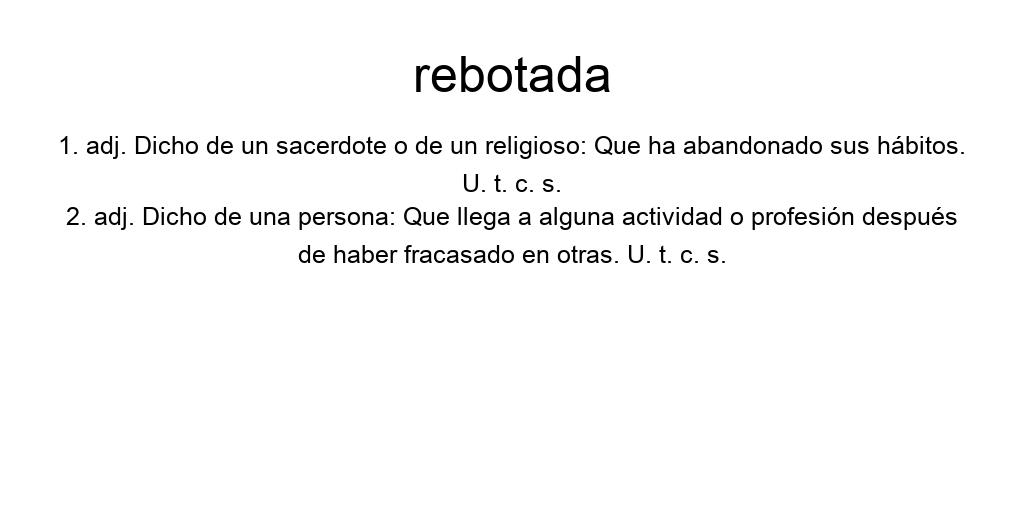 rebotada
1. adj. Dicho de un sacerdote o de un religioso: Que ha abandonado sus hábitos.
U. t. c. s.
2. adj. Dicho de una persona: Que llega a alguna actividad o profesión después
de haber fracasado en otras. U. t. c. s.